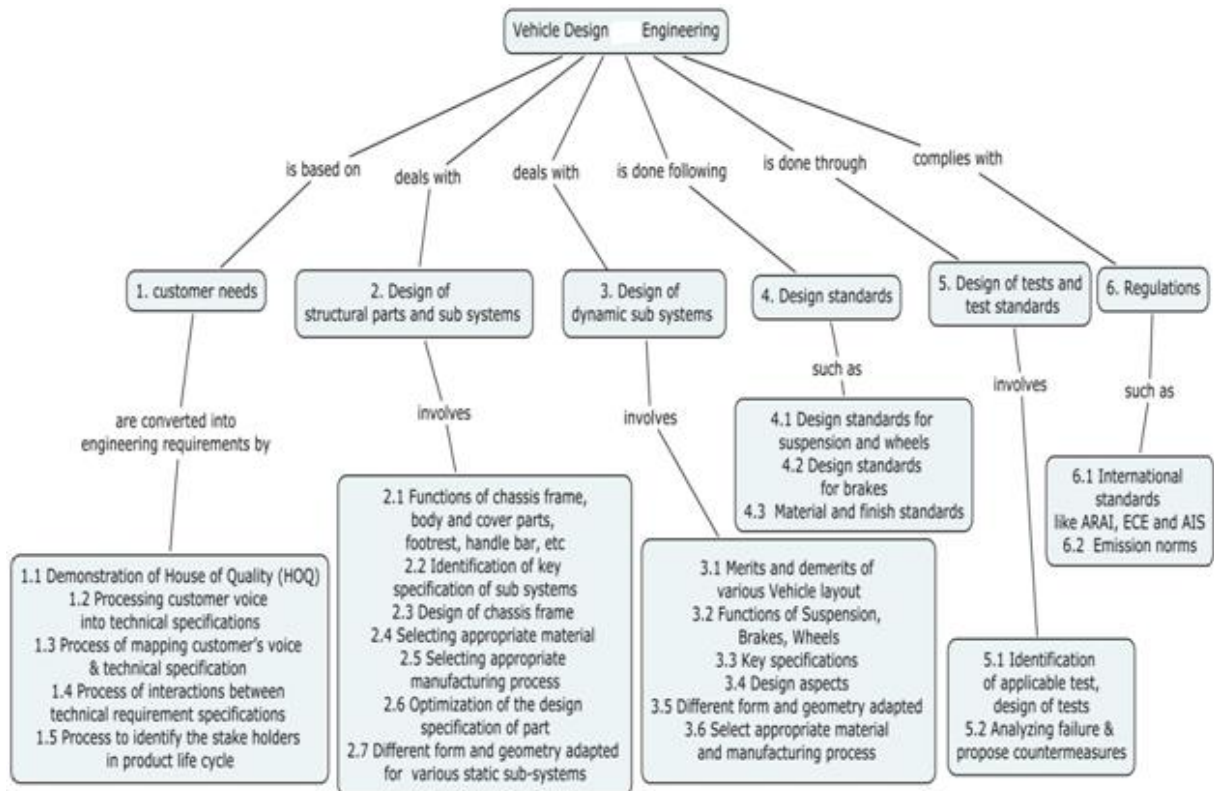 Vehicle Design Engineering
is based on
deals with
deals with
is done following
is done through
complies with
1. customer needs
2. Design of
structural parts and sub systems
3. Design of
dynamic sub systems
4. Design standards
5. Design of tests and
test standards
6. Regulations
are converted into
engineering requirements by
involves
involves
such as
involves
such as
1.1 Demonstration of House of Quality (HOQ)
1.2 Processing customer voice
into technical specifications
1.3 Process of mapping customer's voice
& technical specification
1.4 Process of interactions between
technical requirement specifications
1.5 Process to identify the stake holders
in product life cycle
2.1 Functions of chassis frame,
body and cover parts,
footrest, handle bar, etc
2.2 Identification of key
specification of sub systems
2.3 Design of chassis frame
2.4 Selecting appropriate material
2.5 Selecting appropriate
manufacturing process
2.6 Optimization of the design
specification of part
2.7 Different form and geometry adapted
for various static sub-systems
3.1 Merits and demerits of
various Vehicle layout
3.2 Functions of Suspension,
Brakes, Wheels
3.3 Key specifications
3.4 Design aspects
3.5 Different form and geometry adapted
3.6 Select appropriate material
and manufacturing process
4.1 Design standards for
suspension and wheels
4.2 Design standards
for brakes
4.3 Material and finish standards
5.1 Identification
of applicable test,
design of tests
5.2 Analyzing failure &
propose countermeasures
6.1 International
standards
like ARAI, ECE and AIS
6.2 Emission norms